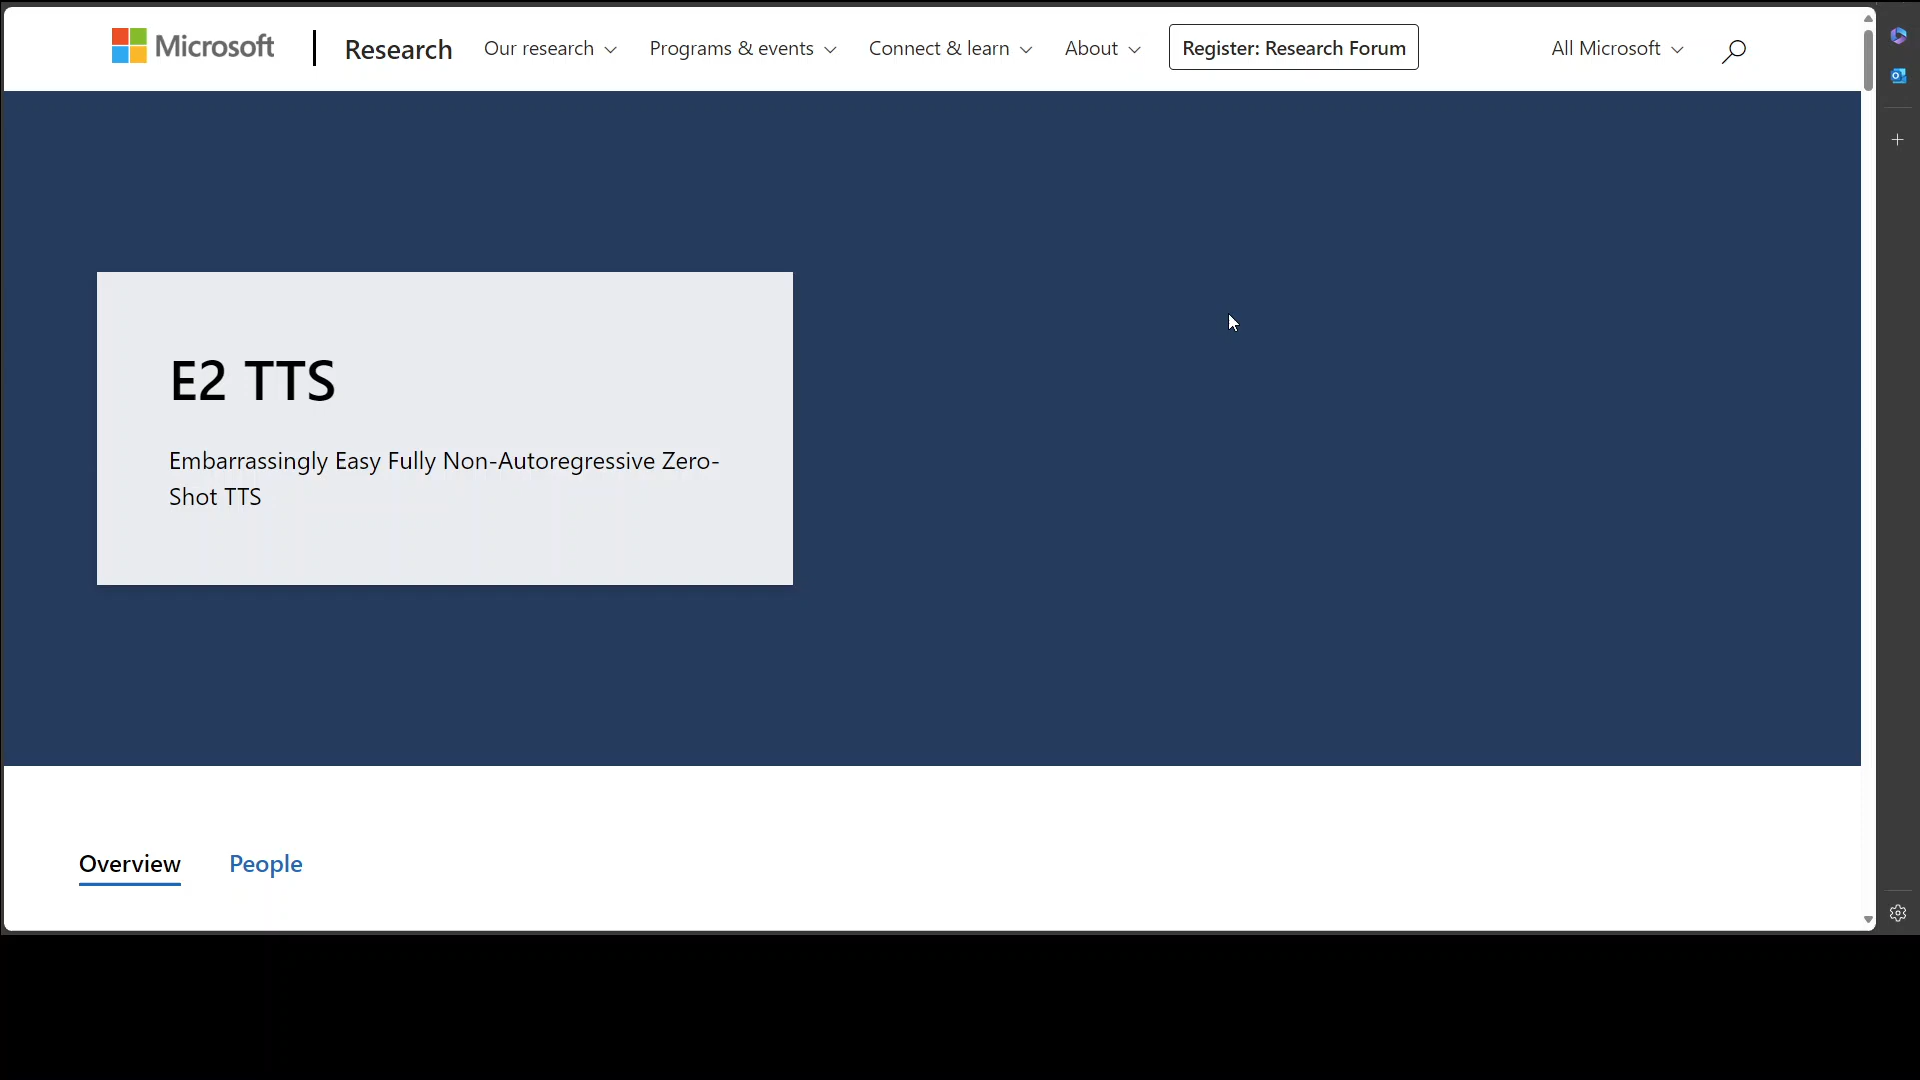 Microsoft
Research
Our research
Programs & events
Connect & learn
About
Register: Research Forum
All Microsoft
E2 TTS
Embarrassingly Easy Fully Non-Autoregressive Zero-
Shot TTS
Overview
People